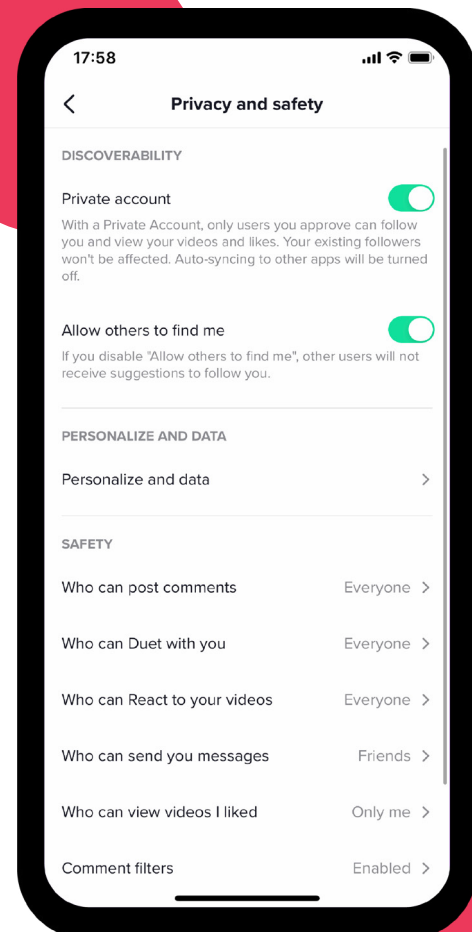 17:58
Privacy and safety
DISCOVERABILITY
Private account
With a Private Account, only users you approve can follow
you and view your videos and likes. Your existing followers
won't be affected. Auto-syncing to other apps will be turned
off.
Allow others to find me
If you disable "Allow others to find me", other users will not
receive suggestions to follow you.
PERSONALIZE AND DATA
Personalize and data
SAFETY
Who can post comments Everyone
Who can Duet with you Everyone
Who can React to your videos Everyone
Who can send you messages Friends
Who can view videos I liked Only me
Comment filters Enabled